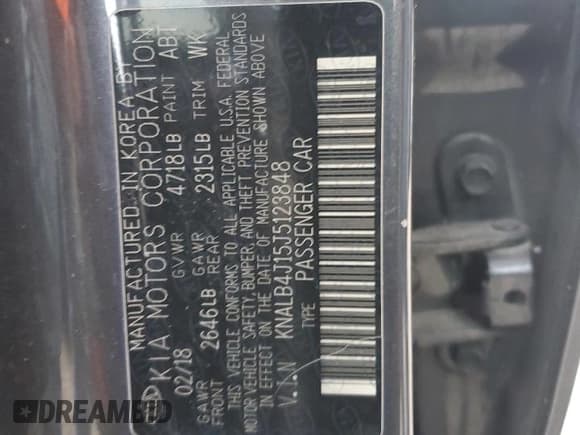 MANUFACTURED IN KOREA BY
KIA MOTORS CORPORATION
02/18 GVWR 4718LB PAINT ABT
GAWR FRONT 2646LB GAWR REAR 2315LB TRIM WK
THIS VEHICLE CONFORMS TO ALL APPLICABLE U.S.A. FEDERAL
MOTOR VEHICLE SAFETY, BUMPER, AND THEFT PREVENTION STANDARDS
IN EFFECT ON THE DATE OF MANUFACTURE SHOWN ABOVE
V.I.N KNALB4J15J5123848
TYPE PASSENGER CAR
DREAMBID